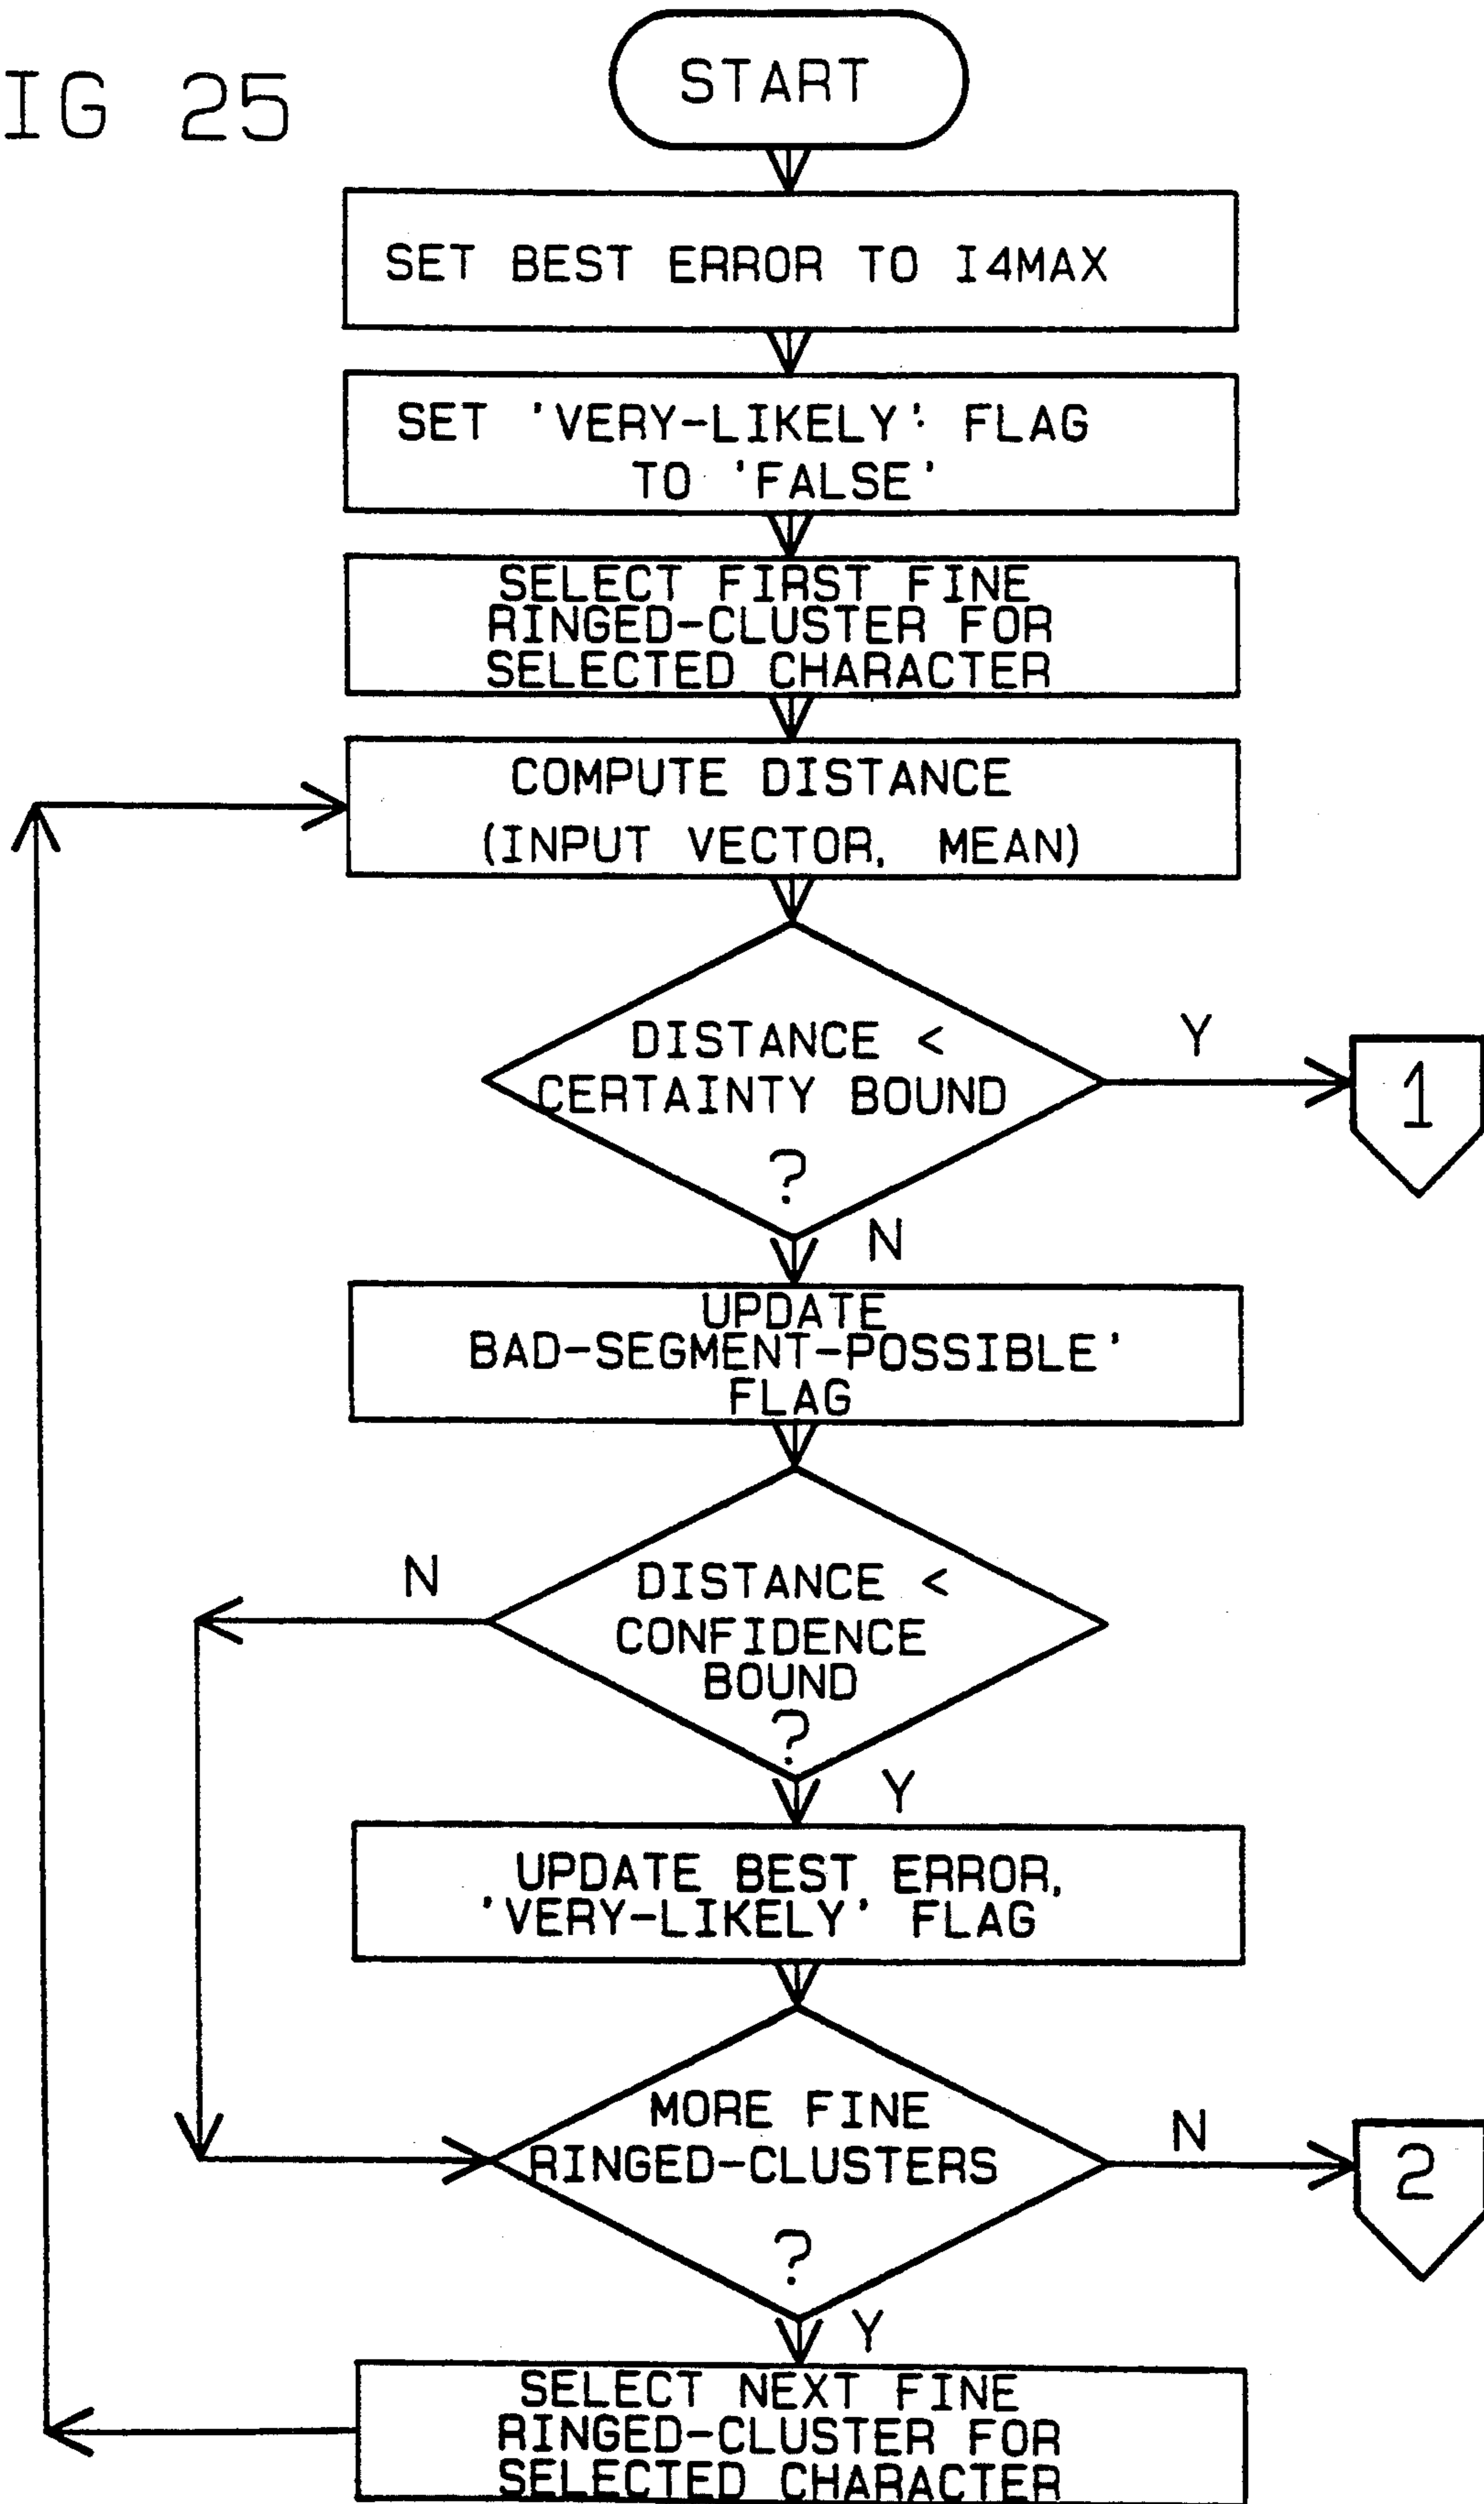 IG 25
START
SET BEST ERROR TO I4MAX
SET 'VERY-LIKELY' FLAG
TO 'FALSE'
SELECT FIRST FINE
RINGED-CLUSTER FOR
SELECTED CHARACTER
COMPUTE DISTANCE
(INPUT VECTOR, MEAN)
DISTANCE <
CERTAINTY BOUND
?
Y
1
N
UPDATE
BAD-SEGMENT-POSSIBLE'
FLAG
DISTANCE <
CONFIDENCE
BOUND
?
N
Y
UPDATE BEST ERROR,
'VERY-LIKELY' FLAG
MORE FINE
RINGED-CLUSTERS
?
N
2
Y
SELECT NEXT FINE
RINGED-CLUSTER FOR
SELECTED CHARACTER